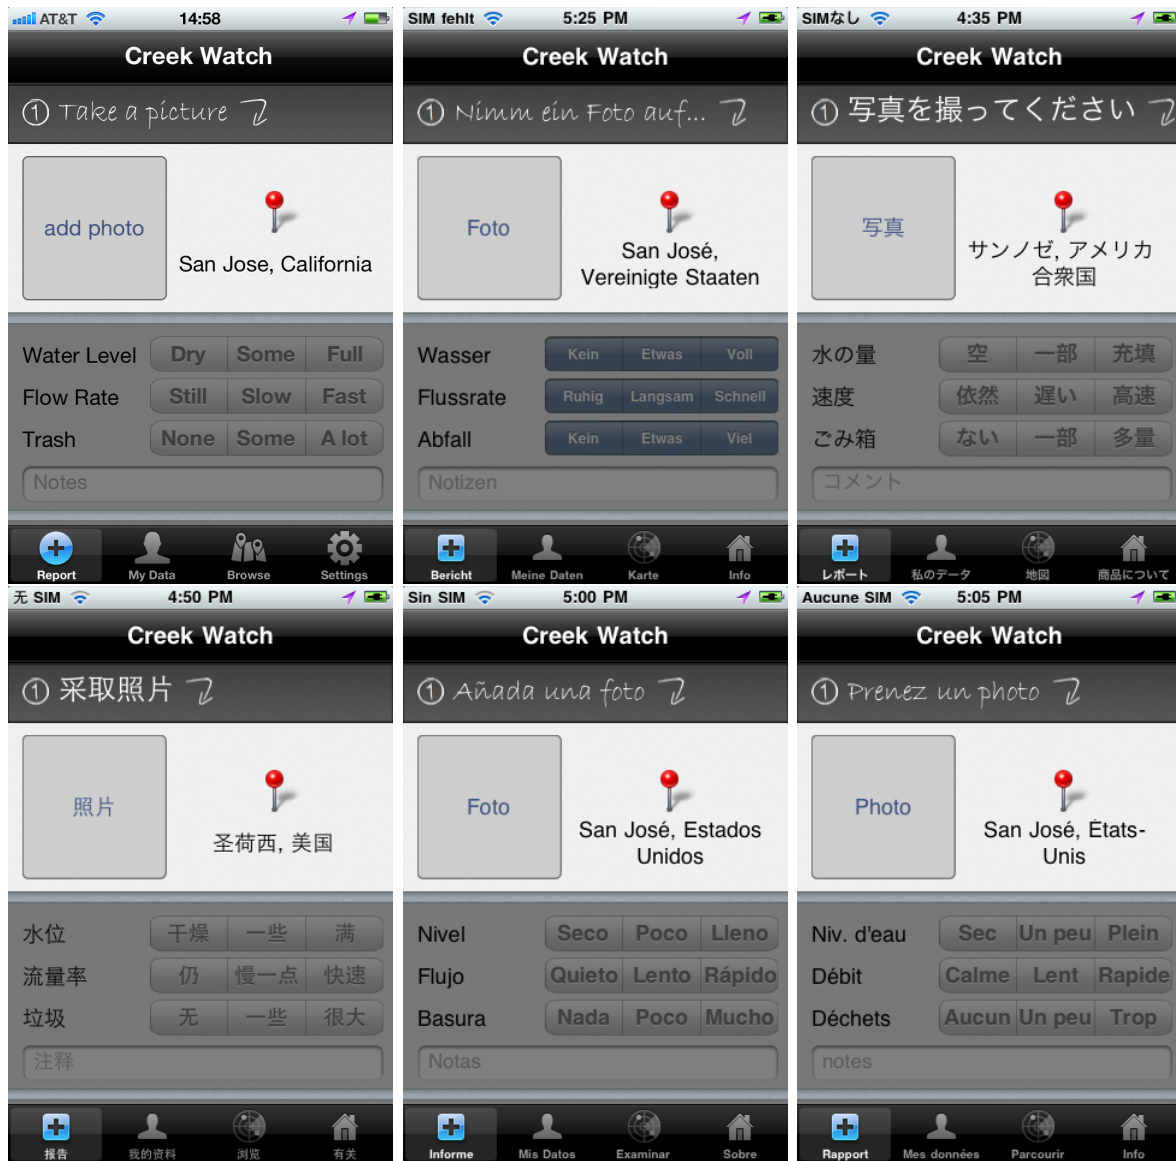 AT&T 14:58
Creek Watch
1 Take a picture
add photo
San Jose, California
Water Level Dry Some Full
Flow Rate Still Slow Fast
Trash None Some A lot
Notes
Report My Data Browse Settings
SIM fehlt 5:25 PM
Creek Watch
1 Nimm ein Foto auf...
Foto
San José,
Vereinigte Staaten
Wasser Kein Etwas Voll
Flussrate Ruhig Langsam Schnell
Abfall Kein Etwas Viel
Notizen
Bericht Meine Daten Karte Info
SIMなし 4:35 PM
Creek Watch
1 写真を撮ってください
写真
サンノゼ, アメリカ
合衆国
水の量 空 一部 充填
速度 依然 遅い 高速
ごみ箱 ない 一部 多量
コメント
レポート 私のデータ 地図 商品について
无 SIM 4:50 PM
Creek Watch
1 采取照片
照片
圣荷西, 美国
水位 干燥 一些 满
流量率 仍 慢一点 快速
垃圾 无 一些 很大
注释
报告 我的资料 浏览 有关
Sin SIM 5:00 PM
Creek Watch
1 Añada una foto
Foto
San José, Estados
Unidos
Nivel Seco Poco Lleno
Flujo Quieto Lento Rápido
Basura Nada Poco Mucho
Notas
Informe Mis Datos Examinar Sobre
Aucune SIM 5:05 PM
Creek Watch
1 Prenez un photo
Photo
San José, États-
Unis
Niv. d'eau Sec Un peu Plein
Débit Calme Lent Rapide
Déchets Aucun Un peu Trop
notes
Rapport Mes données Parcourir Info